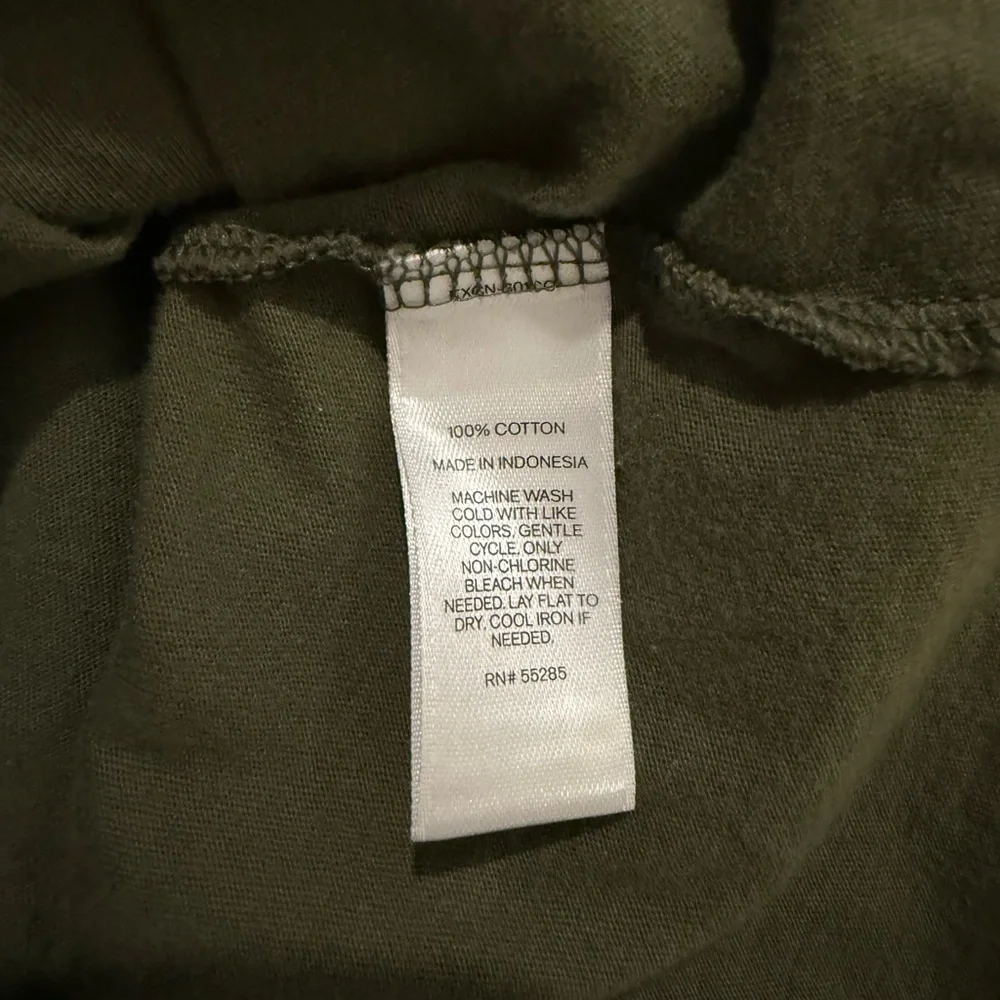 100% COTTON
MADE IN INDONESIA
MACHINE WASH
COLD WITH LIKE
COLORS, GENTLE
CYCLE, ONLY
NON-CHLORINE
BLEACH WHEN
NEEDED. LAY FLAT TO
DRY. COOL IRON IF
NEEDED.
RN# 55285